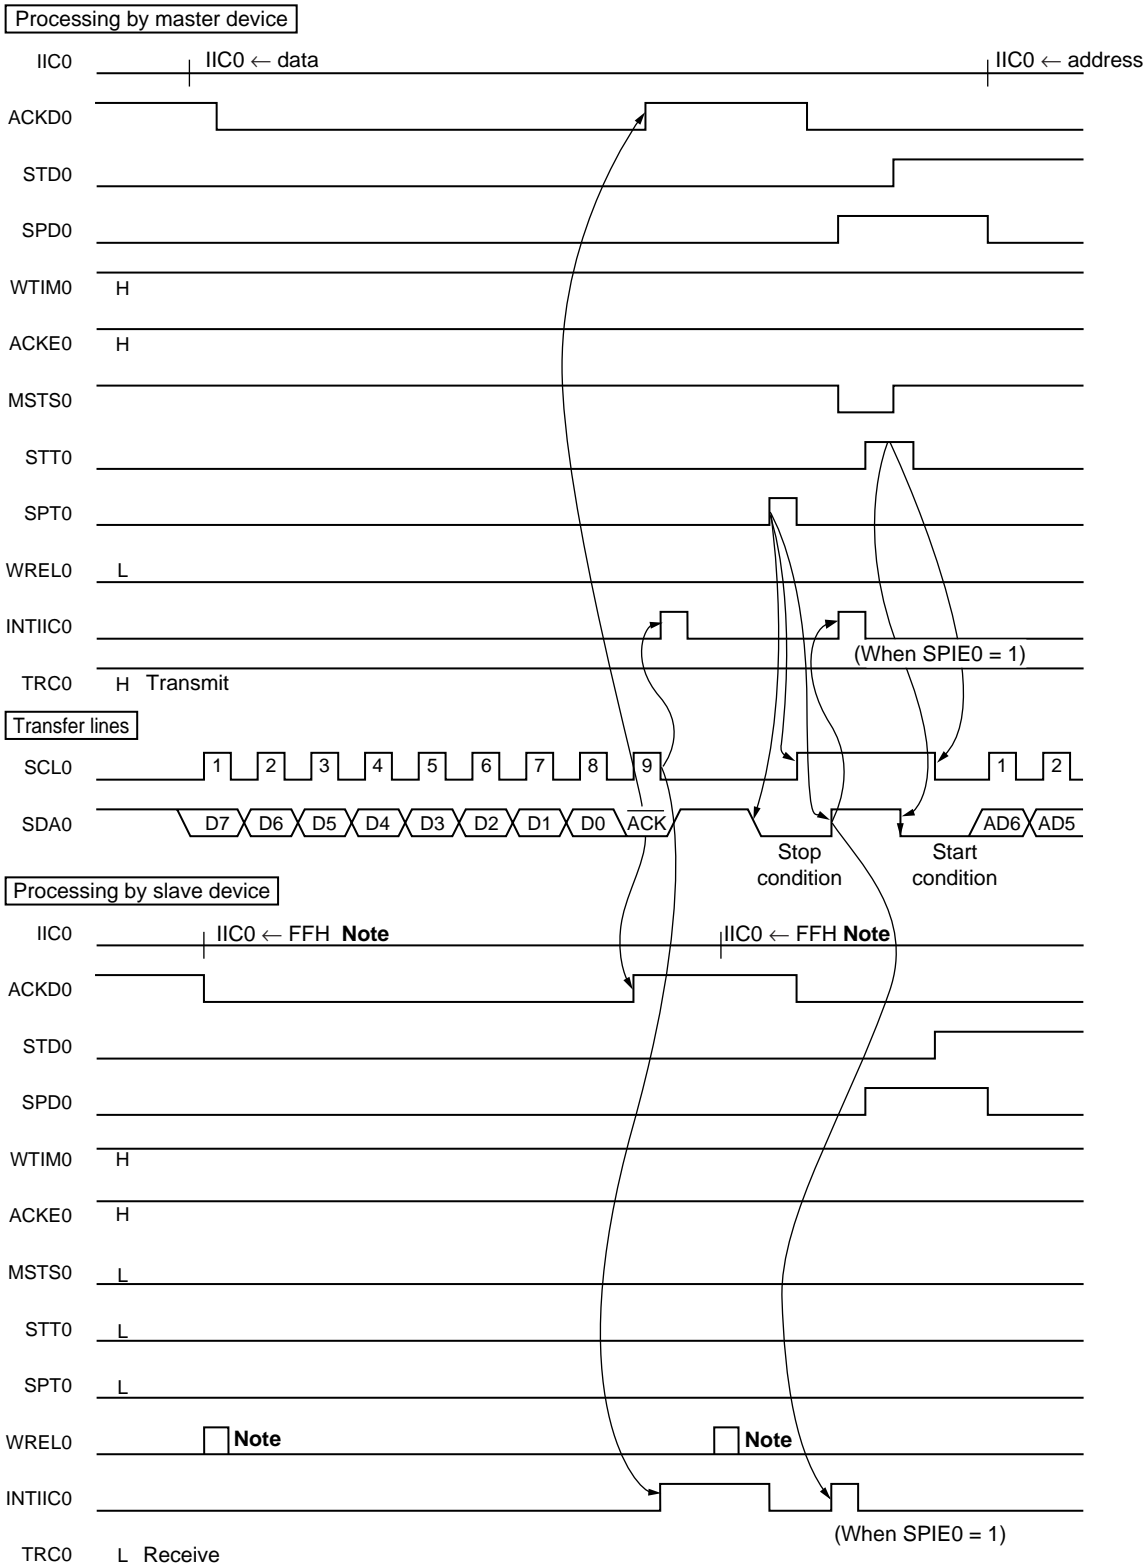 Processing by master device
IIC0 IIC0 ← data IIC0 ← address
ACKD0
STD0
SPD0
WTIM0 H
ACKE0 H
MSTS0
STT0
SPT0
WREL0 L
INTIIC0
(When SPIE0 = 1)
TRC0 H Transmit
Transfer lines
SCL0 1 2 3 4 5 6 7 8 9 1 2
SDA0 D7 D6 D5 D4 D3 D2 D1 D0 ACK AD6 AD5
Stop condition
Start condition
Processing by slave device
IIC0 IIC0 ← FFH Note IIC0 ← FFH Note
ACKD0
STD0
SPD0
WTIM0 H
ACKE0 H
MSTS0 L
STT0 L
SPT0 L
WREL0 Note Note
INTIIC0
(When SPIE0 = 1)
TRC0 L Receive